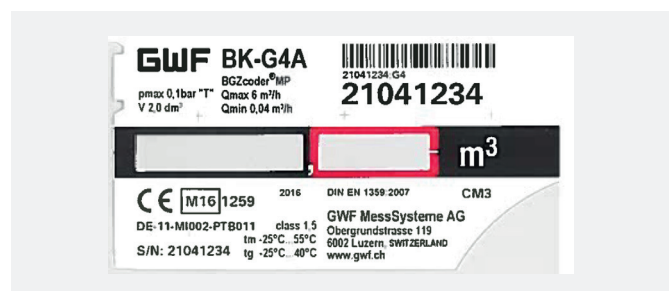 GWF BK-G4A
BGZcoder®MP
pmax 0,1bar "T" Qmax 6 m³/h
V 2,0 dm³ Qmin 0,04 m³/h
21041234 G4
21041234
, m³
CE M16 1259 2016 DIN EN 1359:2007 CM3
DE-11-MI002-PTB011 class 1,5
tm -25°C...55°C
S/N: 21041234 tg -25°C...40°C
GWF MessSysteme AG
Obergrundstrasse 119
6002 Luzern, SWITZERLAND
www.gwf.ch